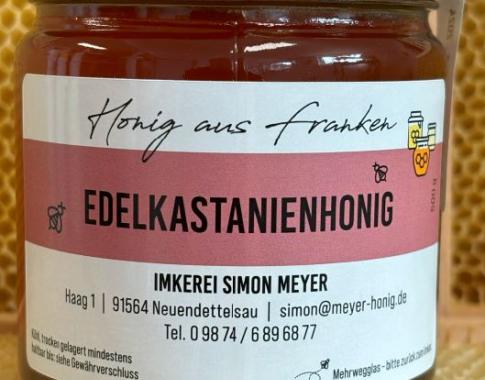 Honig aus Franken
500 g
EDELKASTANIENHONIG
IMKEREI SIMON MEYER
Haag 1 | 91564 Neuendettelsau | simon@meyer-honig.de
Tel. 0 98 74 / 6 89 68 77
Kühl, trocken gelagert mindestens
haltbar bis: siehe Gewährverschluss
Mehrwegglas - bitte zurück zum Imker